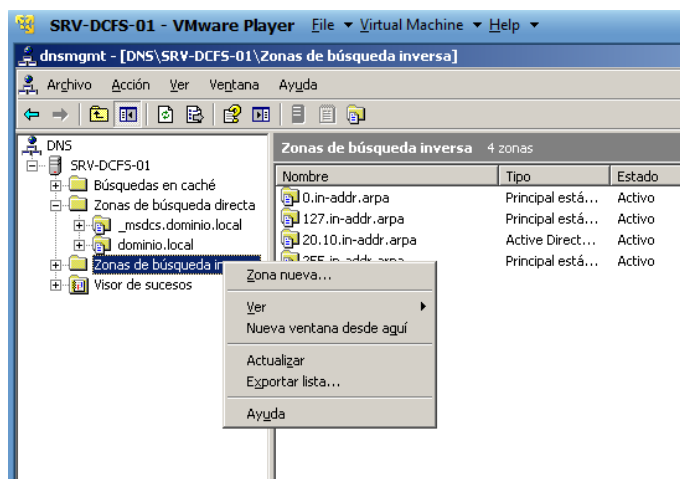 SRV-DCFS-01 - VMware Player File Virtual Machine Help
dnsmgmt - [DNS\SRV-DCFS-01\Zonas de búsqueda inversa]
Archivo Acción Ver Ventana Ayuda
DNS
SRV-DCFS-01
Búsquedas en caché
Zonas de búsqueda directa
_msdcs.dominio.local
dominio.local
Zonas de búsqueda
Visor de sucesos
Zonas de búsqueda inversa 4 zonas
Nombre Tipo Estado
0.in-addr.arpa Principal está... Activo
127.in-addr.arpa Principal está... Activo
20.10.in-addr.arpa Active Direct... Activo
255.in-addr.arpa Principal está... Activo
Zona nueva...
Ver
Nueva ventana desde aquí
Actualizar
Exportar lista...
Ayuda